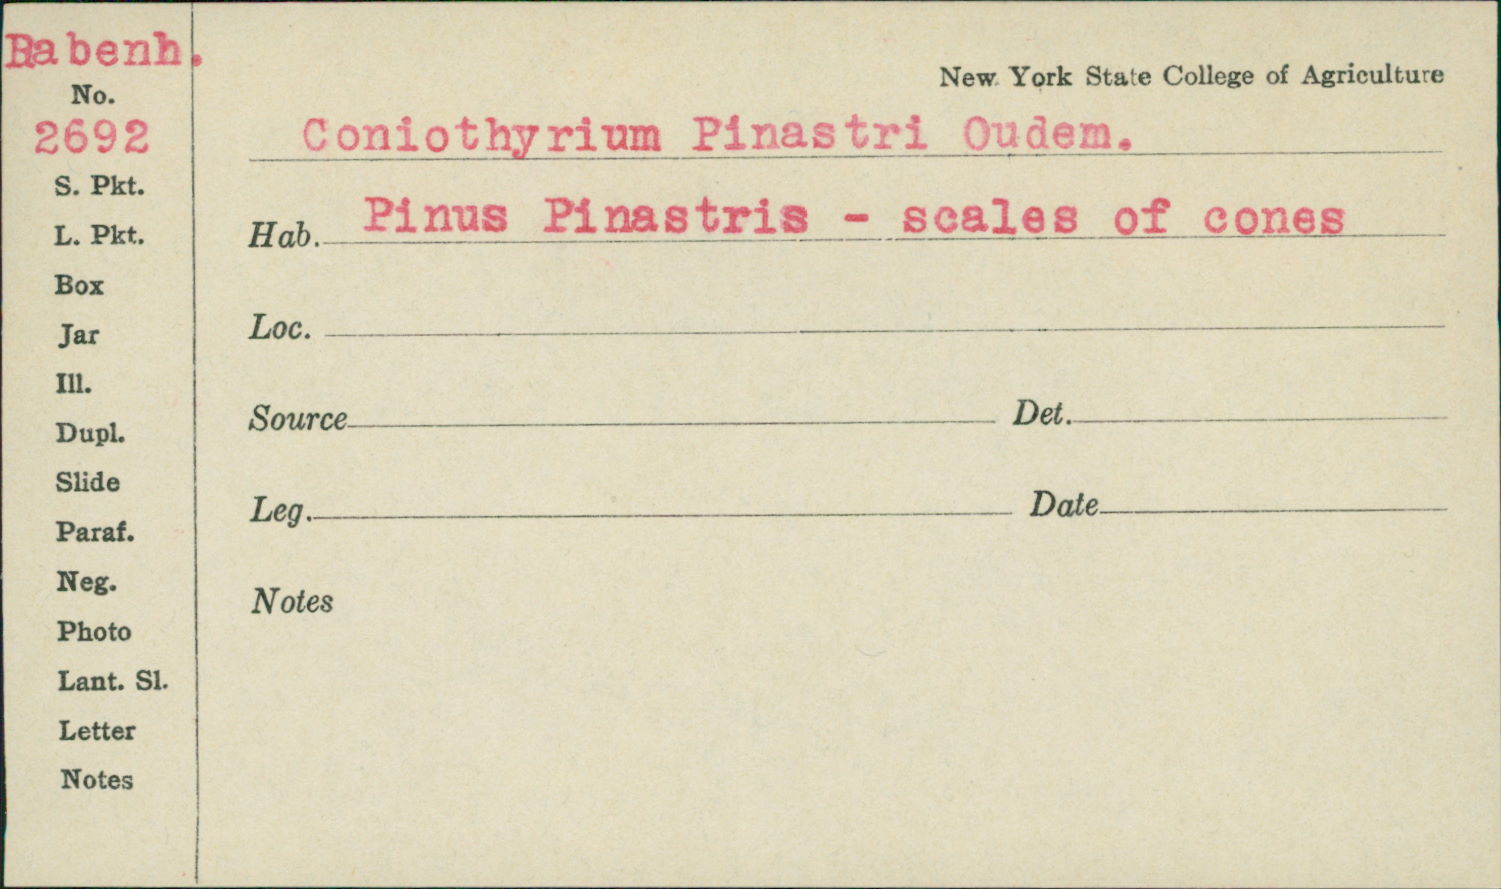 Rabenh.
No.
2692
S. Pkt.
L. Pkt.
Box
Jar
Ill.
Dupl.
Slide
Paraf.
Neg.
Photo
Lant. Sl.
Letter
Notes
New York State College of Agriculture
Coniothyrium Pinastri Oudem.
Hab. Pinus Pinastris - scales of cones
Loc.
Source Det.
Leg. Date
Notes